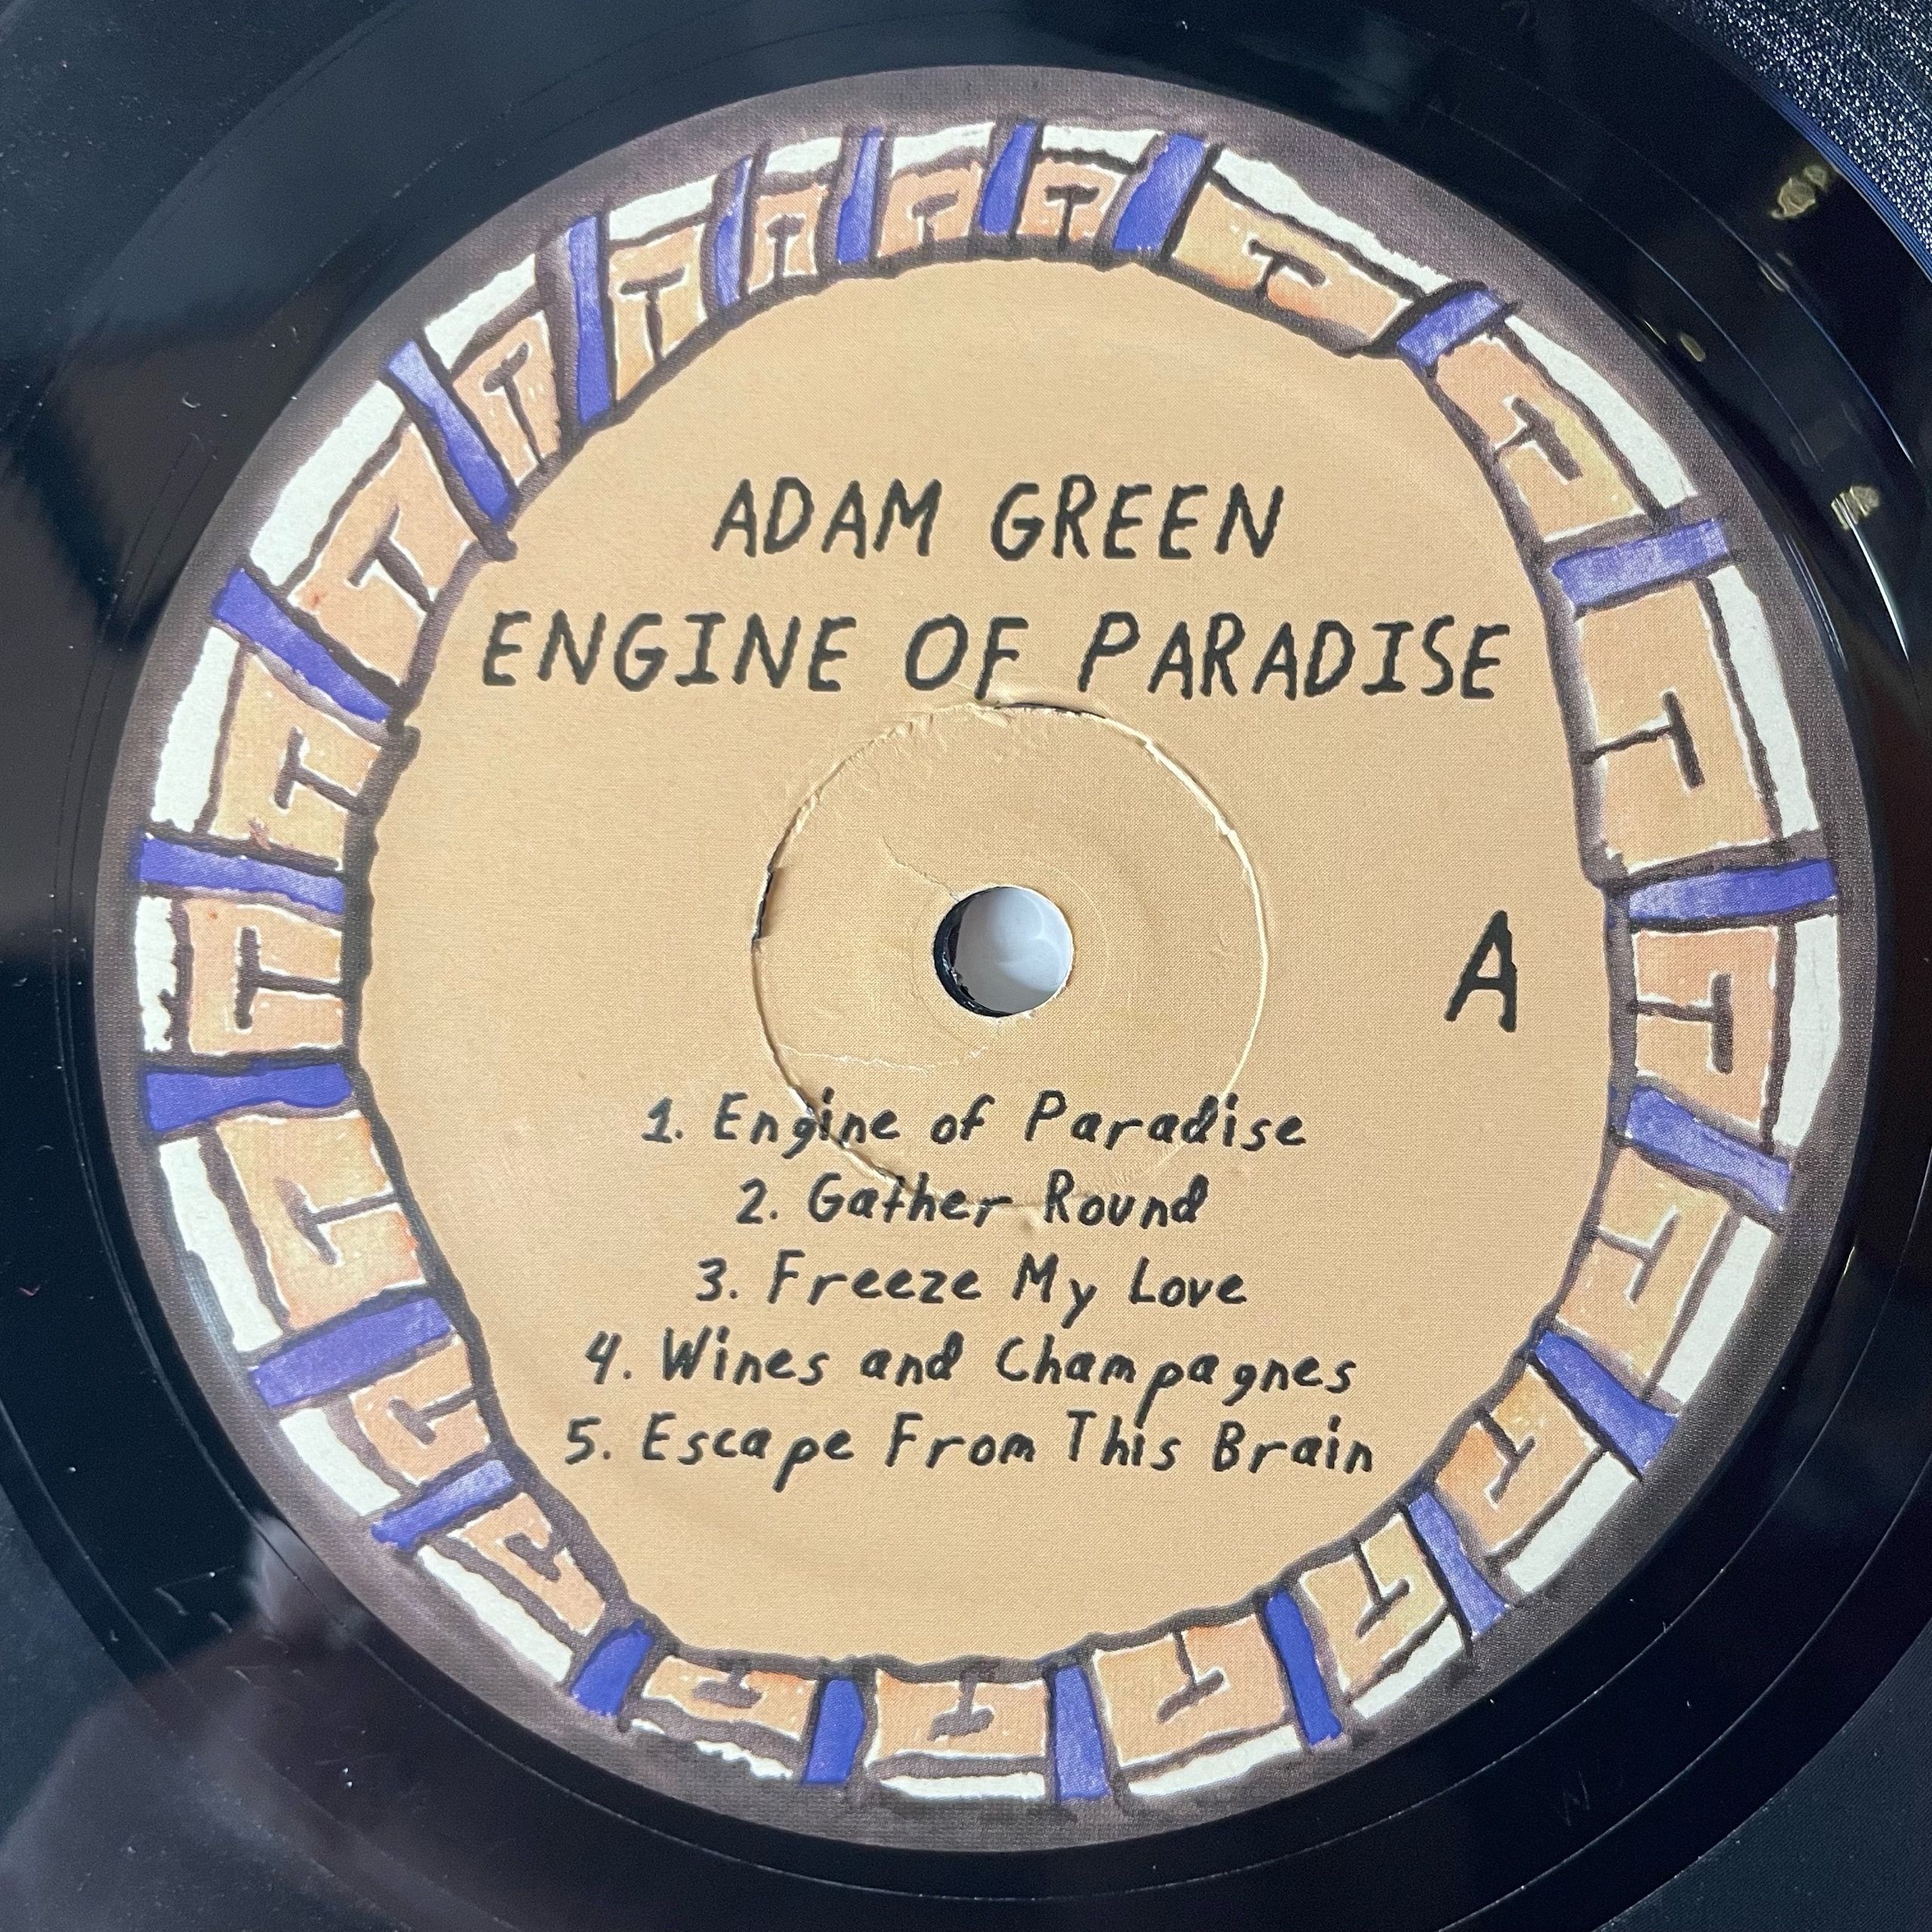 ADAM GREEN
ENGINE OF PARADISE
A
1. Engine of Paradise
2. Gather Round
3. Freeze My Love
4. Wines and Champagnes
5. Escape From This Brain